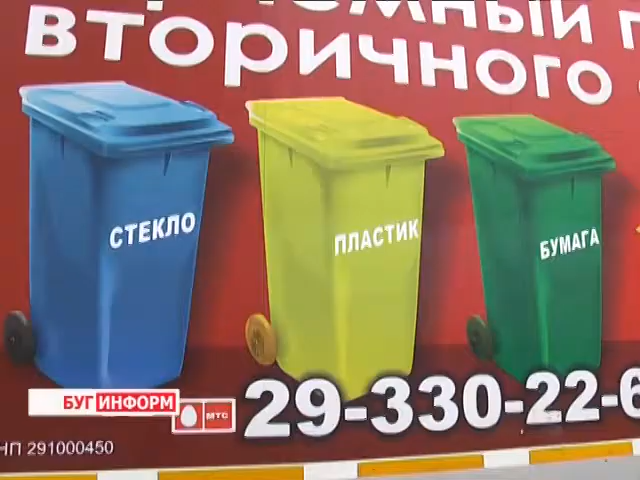 ВТОРИЧНОГО
СТЕКЛО
ПЛАСТИК
БУМАГА
29-330-22-6
БУГИНФОРМ
МТС
НП 291000450